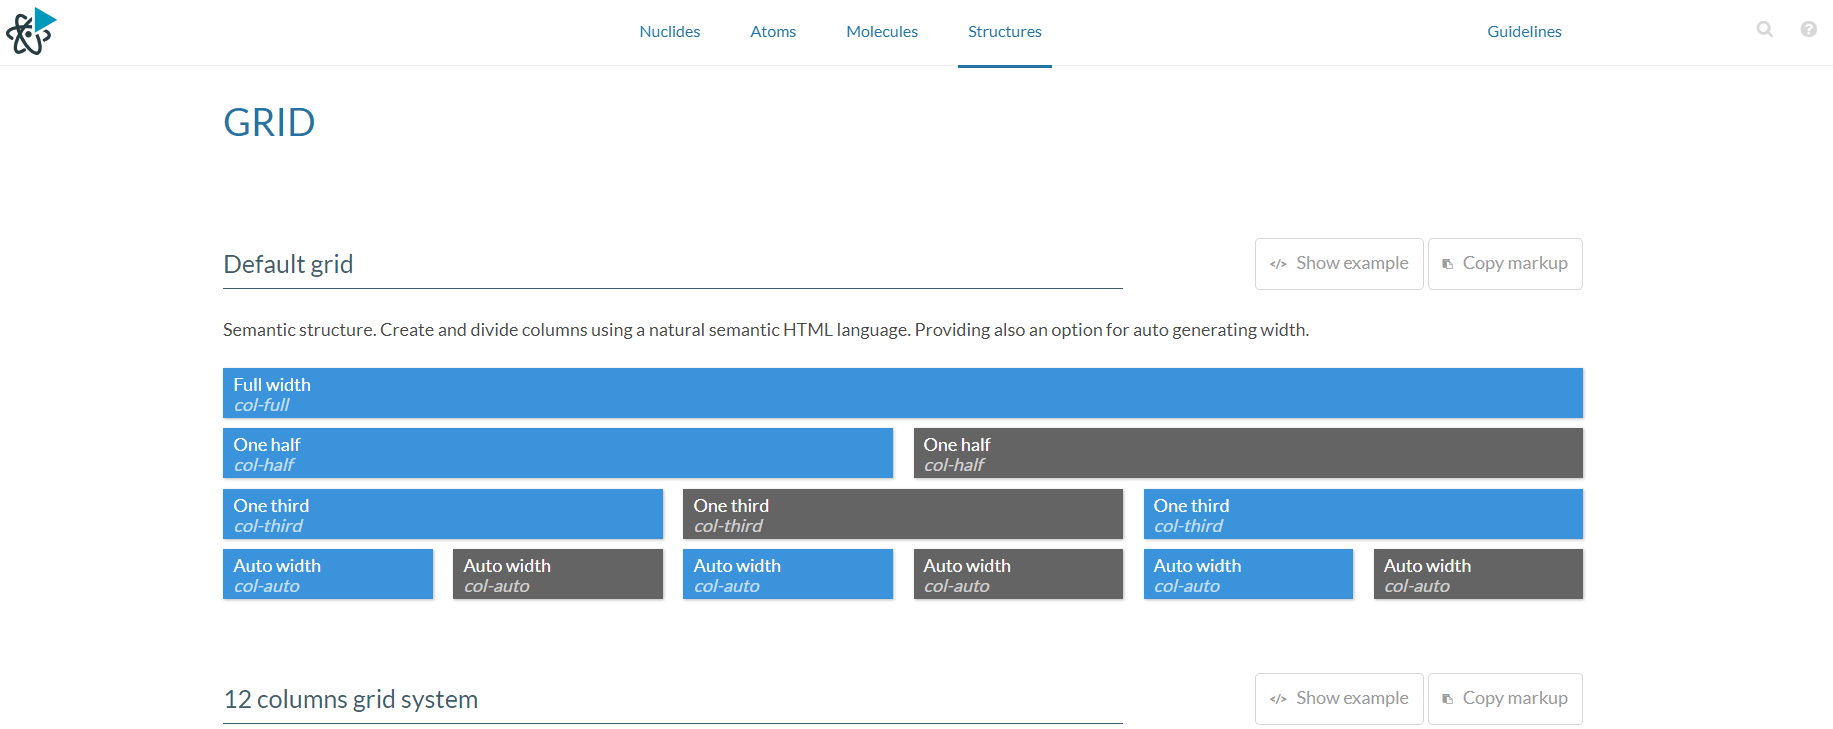 Nuclides Atoms Molecules Structures Guidelines
GRID
Default grid
</> Show example Copy markup
Semantic structure. Create and divide columns using a natural semantic HTML language. Providing also an option for auto generating width.
Full width
col-full
One half One half
col-half col-half
One third One third One third
col-third col-third col-third
Auto width Auto width Auto width Auto width Auto width Auto width
col-auto col-auto col-auto col-auto col-auto col-auto
12 columns grid system
</> Show example Copy markup